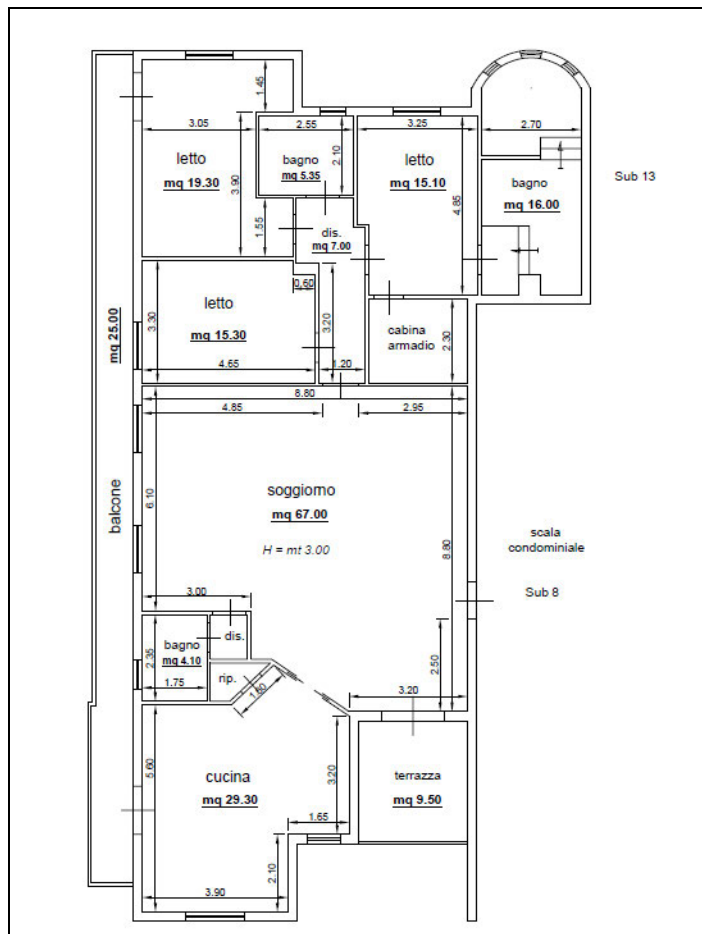 1.45
3.05
2.55
3.25
2.70
letto
mq 19.30
3.90
bagno
mq 5.35
2.10
letto
mq 15.10
4.85
bagno
mq 16.00
Sub 13
1.55
dis.
mq 7.00
mq 25.00
balcone
3.30
letto
mq 15.30
0.60
4.65
3.20
1.20
cabina
armadio
2.30
8.80
4.85
2.95
6.10
soggiorno
mq 67.00
H = mt 3.00
8.80
scala
condominiale
Sub 8
3.00
2.35
bagno
mq 4.10
1.75
dis.
rip.
1.60
2.50
3.20
5.60
cucina
mq 29.30
3.20
1.65
terrazza
mq 9.50
2.10
3.90